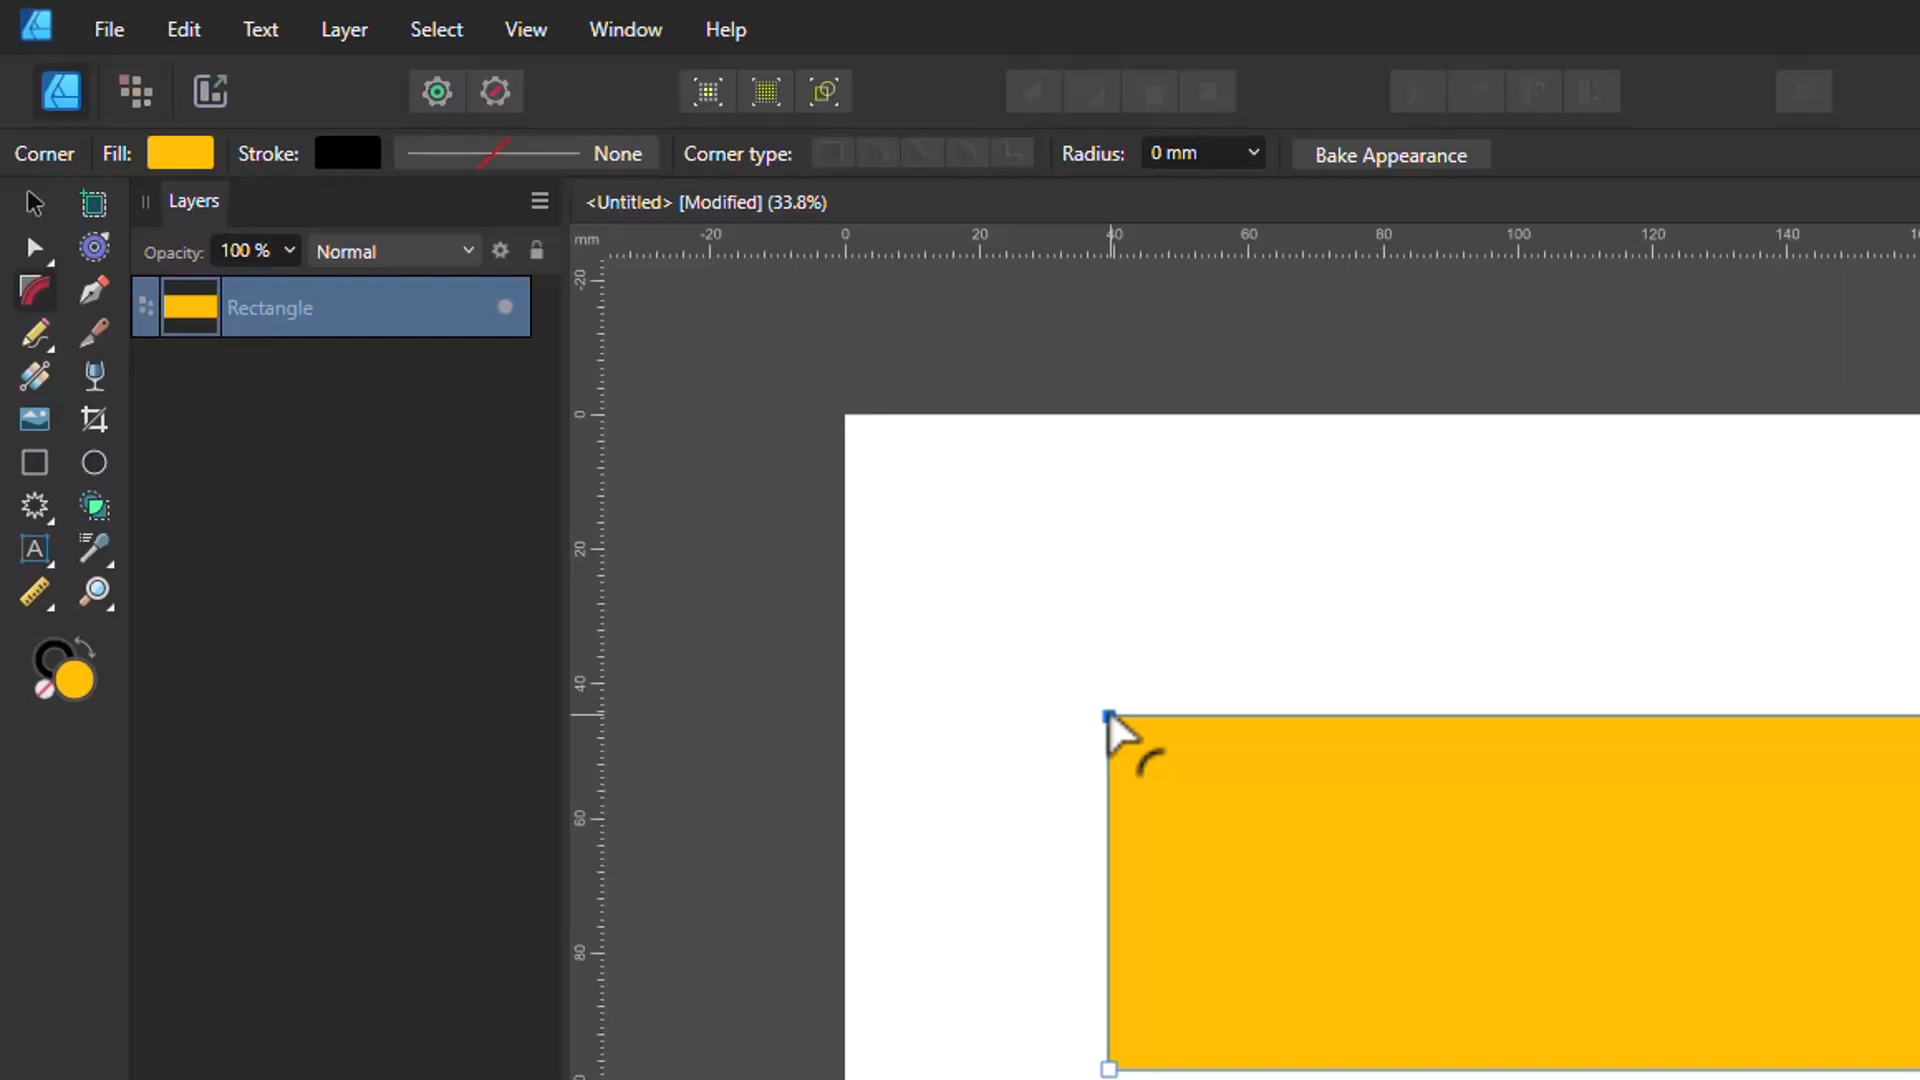 File Edit Text Layer Select View Window Help
Corner Fill: Stroke: None Corner type: Radius: 0 mm Bake Appearance
Layers
<Untitled> [Modified] (33.8%)
Opacity: 100 % Normal
mm -20 0 20 40 60 80 100 120 140
Rectangle
-20
0
20
40
60
80
A